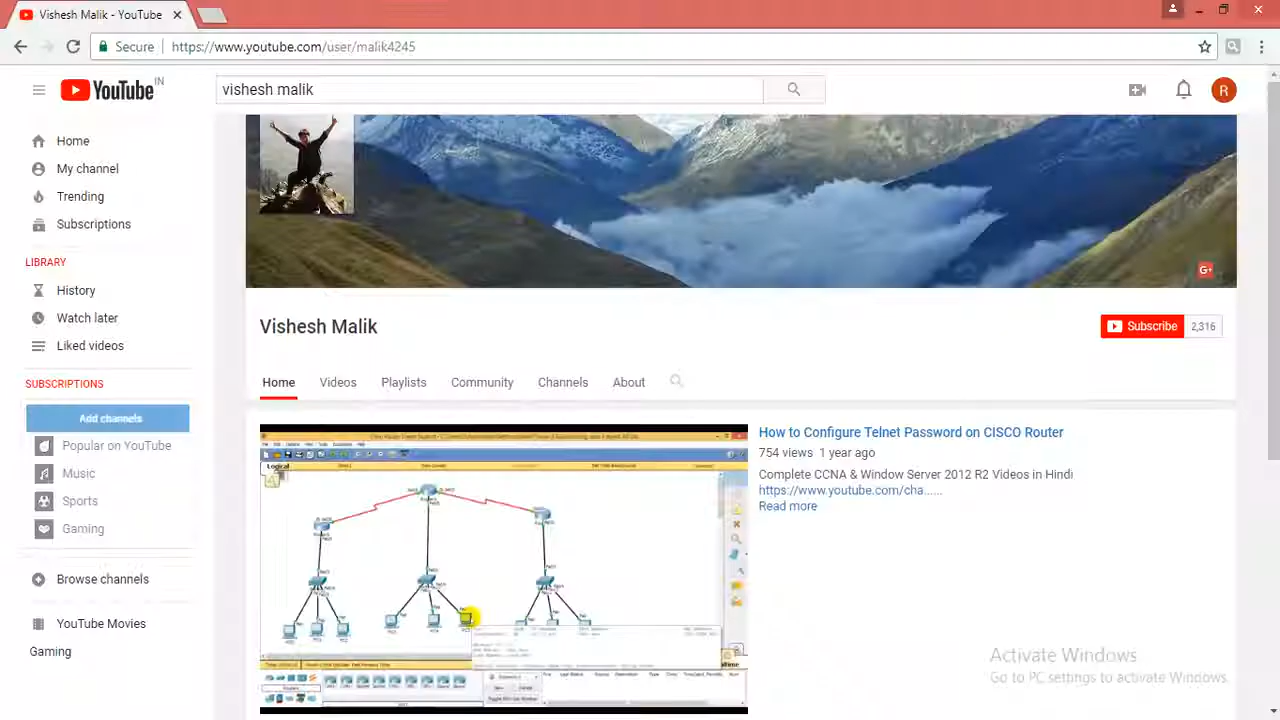 Vishesh Malik - YouTube
Secure
https://www.youtube.com/user/malik4245
YouTube IN
vishesh malik
R
Home
My channel
Trending
Subscriptions
LIBRARY
History
Watch later
Liked videos
SUBSCRIPTIONS
Add channels
Popular on YouTube
Music
Sports
Gaming
Browse channels
YouTube Movies
Gaming
G+
Vishesh Malik
Subscribe 2,316
Home Videos Playlists Community Channels About
Logical
How to Configure Telnet Password on CISCO Router
754 views 1 year ago
Complete CCNA & Window Server 2012 R2 Videos in Hindi
https://www.youtube.com/cha......
Read more
Activate Windows
Go to PC settings to activate Windows.